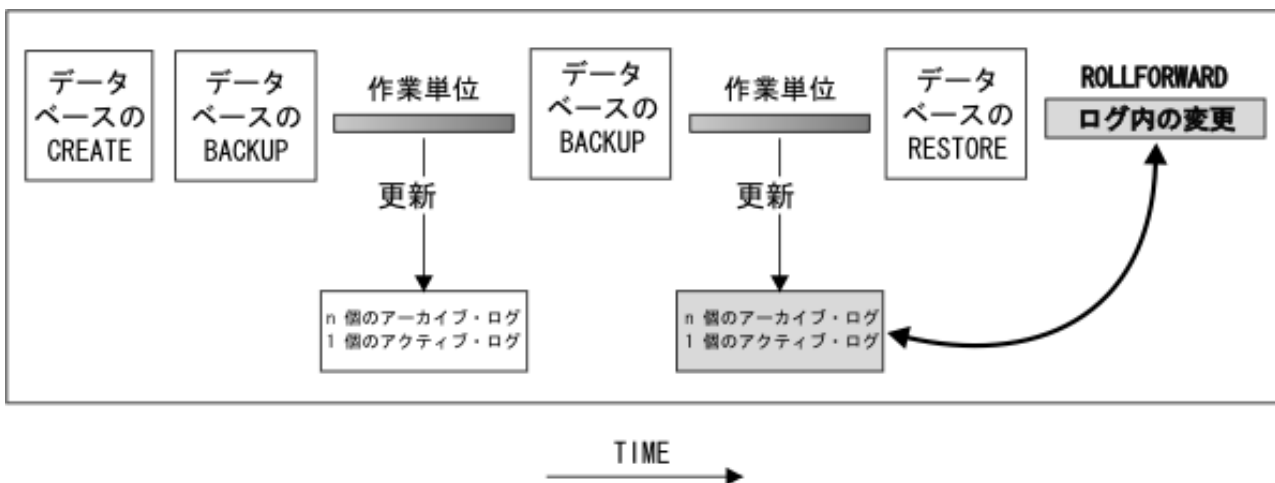 データ
ベースの
CREATE
データ
ベースの
BACKUP
作業単位
更新
n 個のアーカイブ・ログ
1 個のアクティブ・ログ
データ
ベースの
BACKUP
作業単位
更新
n 個のアーカイブ・ログ
1 個のアクティブ・ログ
データ
ベースの
RESTORE
ROLLFORWARD
ログ内の変更
TIME